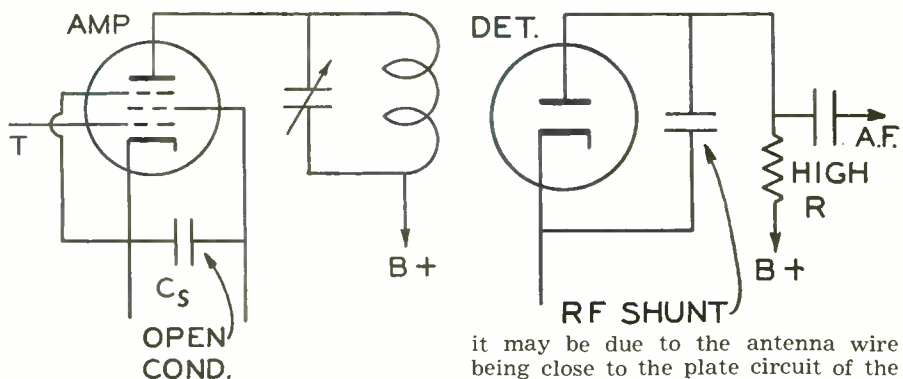 AMP
T
Cs
OPEN
COND.
B+
DET.
A.F.
HIGH
R
B+
RF SHUNT
it may be due to the antenna wire
being close to the plate circuit of the